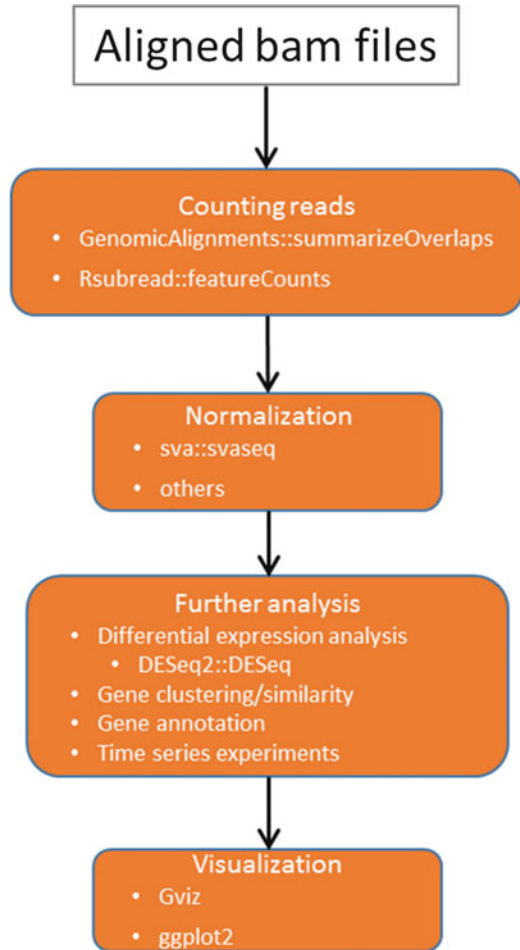 Aligned bam files
Counting reads
• GenomicAlignments::summarizeOverlaps
• Rsubread::featureCounts
Normalization
• sva::svaseq
• others
Further analysis
• Differential expression analysis
• DESeq2::DESeq
• Gene clustering/similarity
• Gene annotation
• Time series experiments
Visualization
• Gviz
• ggplot2